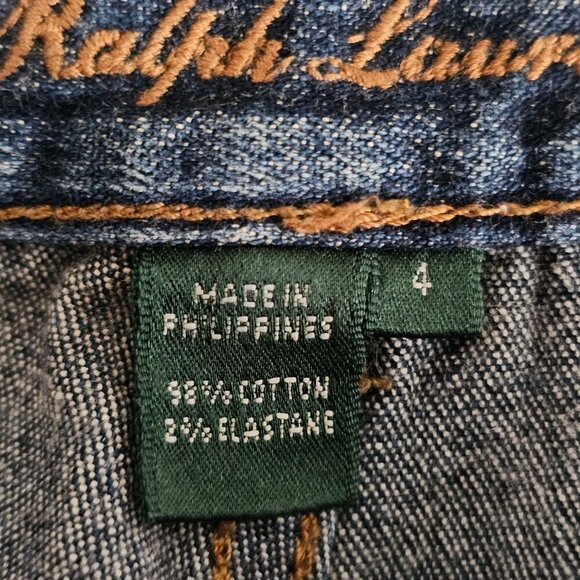 Ralph Laur
MADE IN
PHILIPPINES
98% COTTON
2% ELASTANE
4